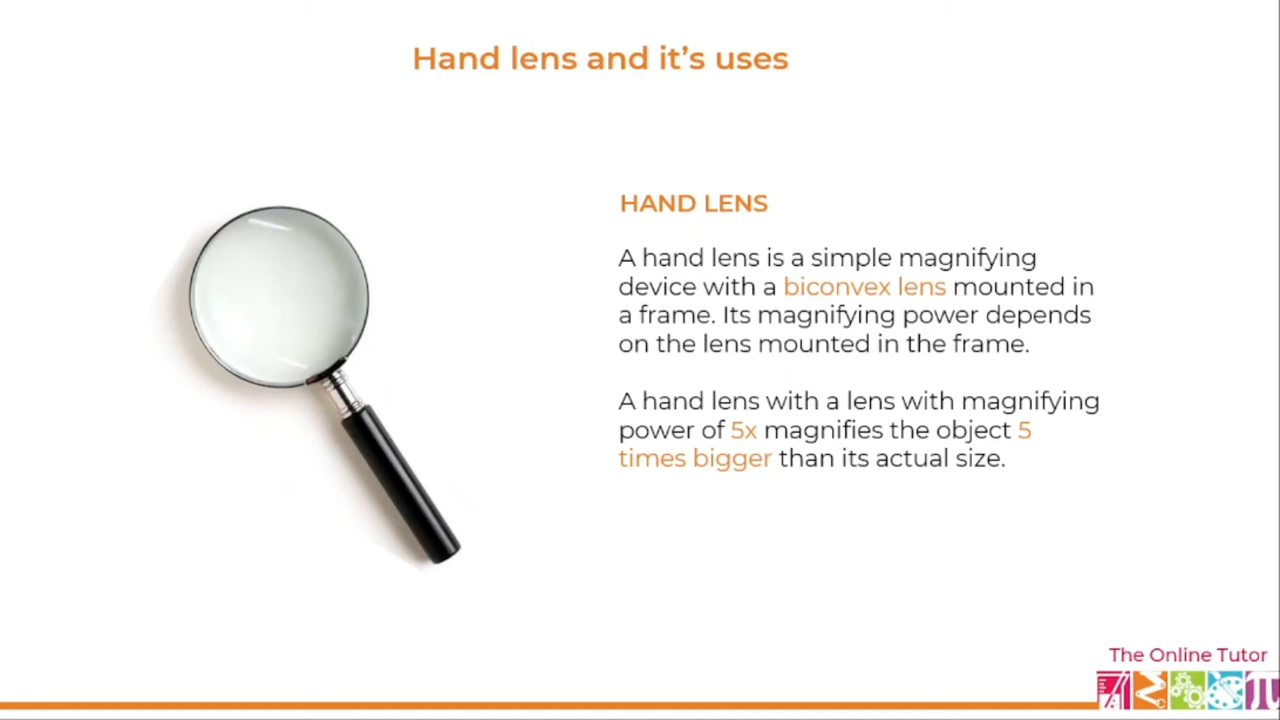 Hand lens and it’s uses
HAND LENS
A hand lens is a simple magnifying
device with a biconvex lens mounted in
a frame. Its magnifying power depends
on the lens mounted in the frame.
A hand lens with a lens with magnifying
power of 5x magnifies the object 5
times bigger than its actual size.
The Online Tutor
π